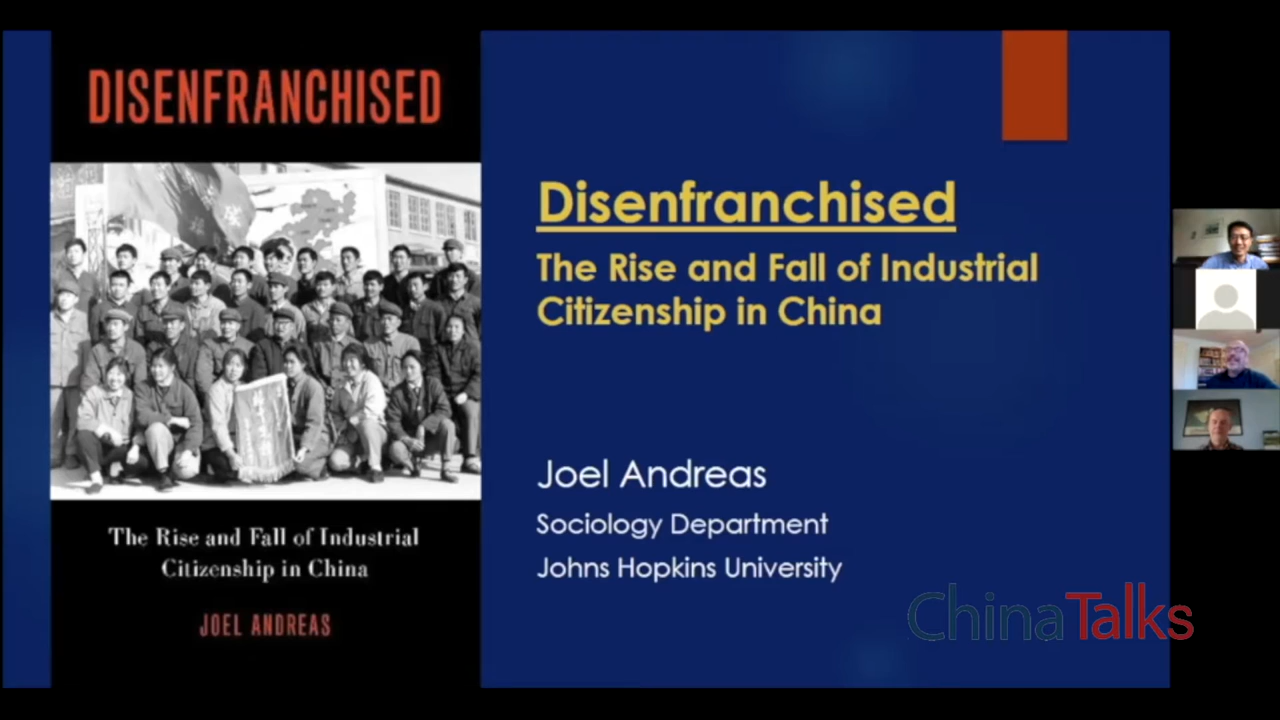 DISENFRANCHISED
The Rise and Fall of Industrial
Citizenship in China
JOEL ANDREAS
Disenfranchised
The Rise and Fall of Industrial
Citizenship in China
Joel Andreas
Sociology Department
Johns Hopkins University
ChinaTalks